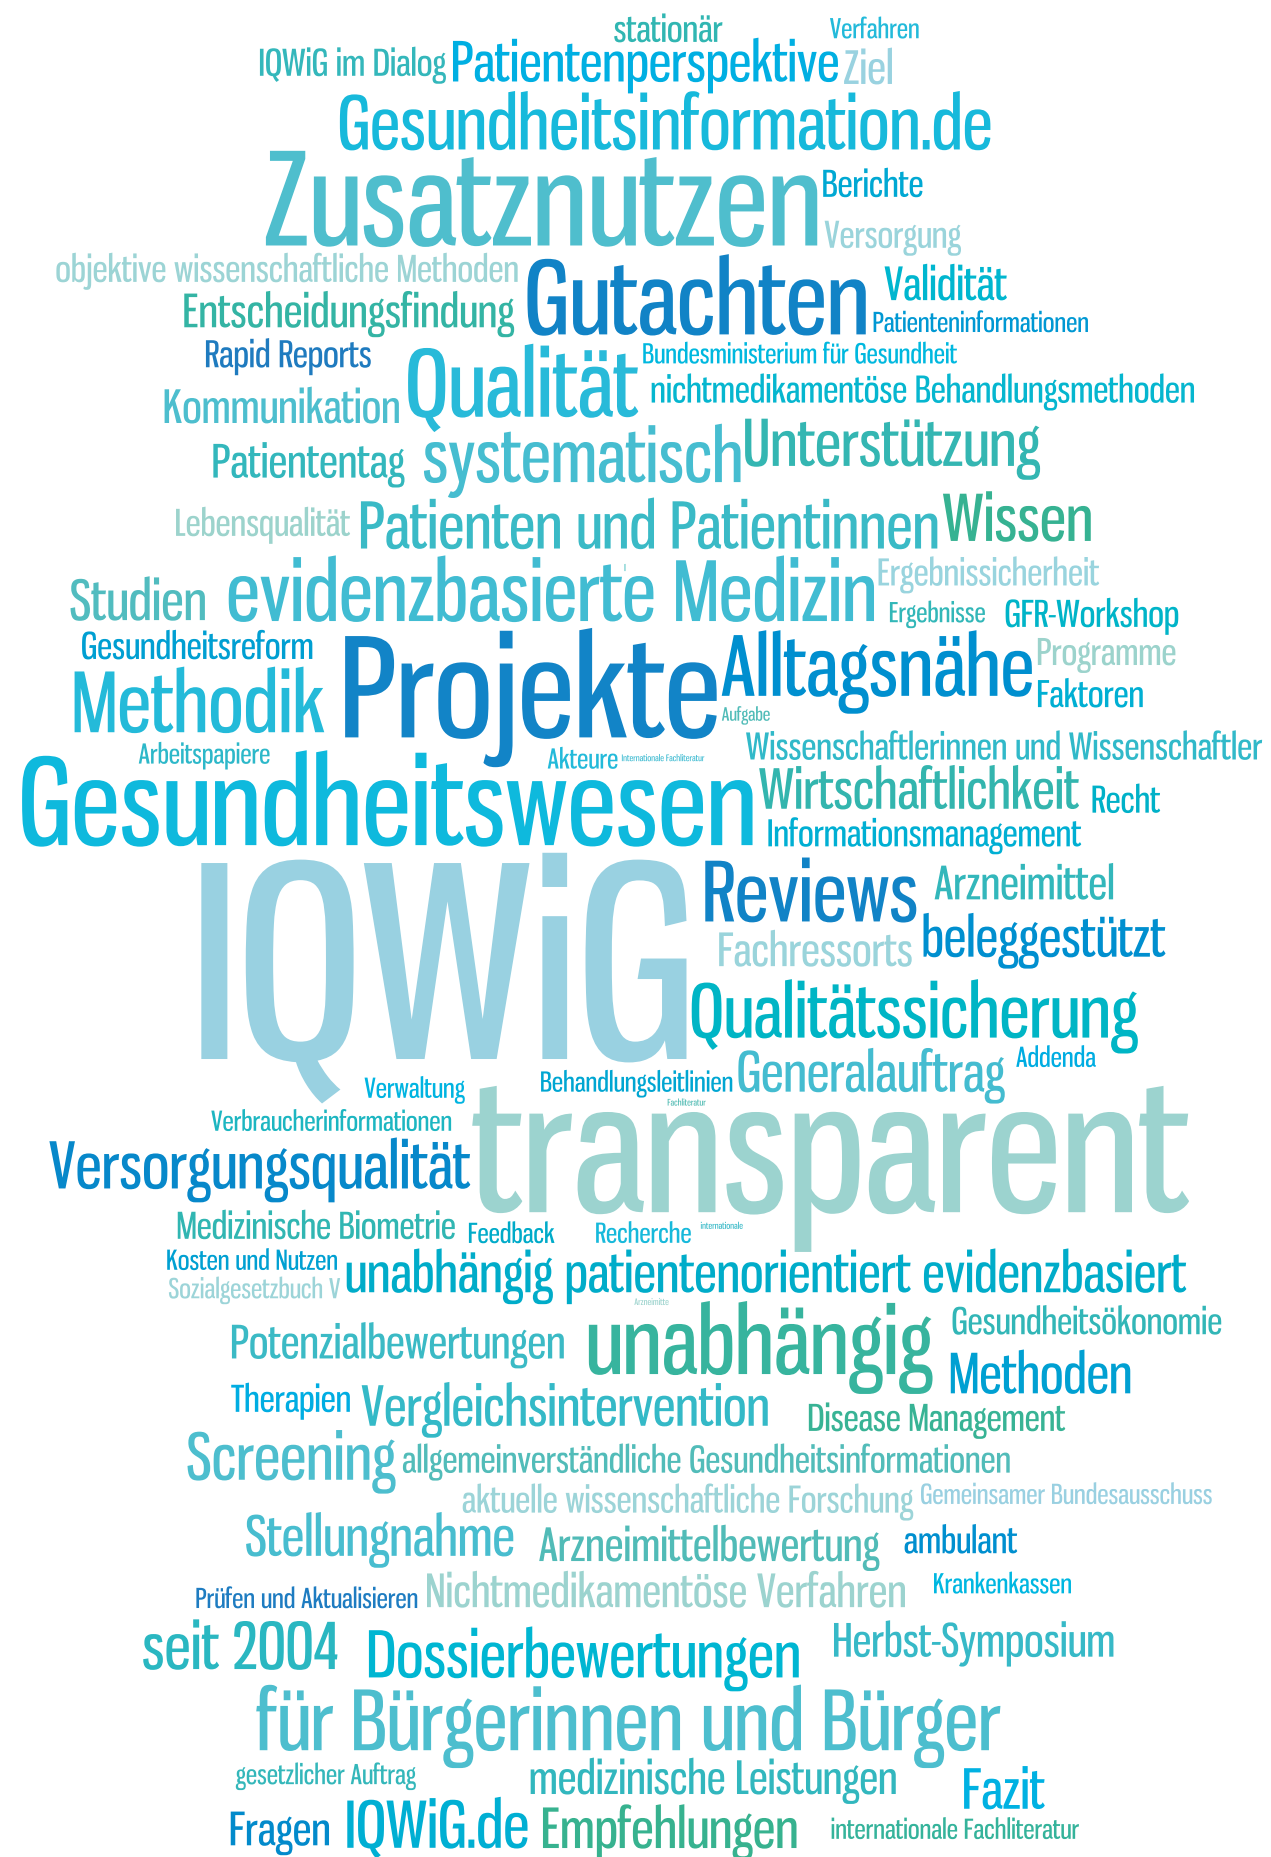 stationär
Verfahren
IQWiG im Dialog
Patientenperspektive
Ziel
Gesundheitsinformation.de
Zusatznutzen
Berichte
Versorgung
objektive wissenschaftliche Methoden
Gutachten
Validität
Entscheidungsfindung
Patienteninformationen
Rapid Reports
Qualität
Bundesministerium für Gesundheit
nichtmedikamentöse Behandlungsmethoden
Kommunikation
Patiententag
systematisch
Unterstützung
Lebensqualität
Patienten und Patientinnen
Wissen
Studien
evidenzbasierte Medizin
Ergebnissicherheit
Ergebnisse
GFR-Workshop
Gesundheitsreform
Projekte
Alltagsnähe
Programme
Methodik
Faktoren
Aufgabe
Arbeitspapiere
Akteure
Internationale Fachliteratur
Wissenschaftlerinnen und Wissenschaftler
Gesundheitswesen
Wirtschaftlichkeit
Recht
Informationsmanagement
IQWiG
Reviews
Arzneimittel
Fachressorts
beleggestützt
Qualitätssicherung
Generalauftrag
Addenda
Verwaltung
Behandlungsleitlinien
Fachliteratur
Verbraucherinformationen
transparent
Versorgungsqualität
Medizinische Biometrie
Feedback
Recherche
internationale
Kosten und Nutzen
Sozialgesetzbuch V
unabhängig patientenorientiert evidenzbasiert
Arzneimitte
Potenzialbewertungen
unabhängig
Gesundheitsökonomie
Methoden
Therapien
Vergleichsintervention
Disease Management
Screening
allgemeinverständliche Gesundheitsinformationen
aktuelle wissenschaftliche Forschung
Gemeinsamer Bundesausschuss
Stellungnahme
Arzneimittelbewertung
ambulant
Prüfen und Aktualisieren
Nichtmedikamentöse Verfahren
Krankenkassen
seit 2004
Dossierbewertungen
Herbst-Symposium
für Bürgerinnen und Bürger
gesetzlicher Auftrag
medizinische Leistungen
Fazit
Fragen
IQWiG.de
Empfehlungen
internationale Fachliteratur